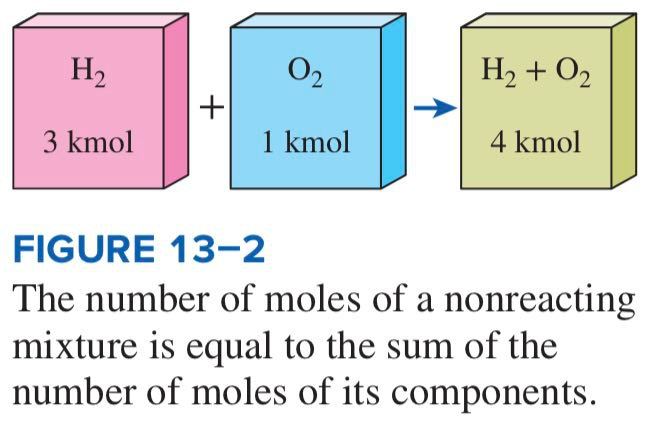 H₂ O₂ H₂ + O₂
+
3 kmol 1 kmol 4 kmol
FIGURE 13–2
The number of moles of a nonreacting
mixture is equal to the sum of the
number of moles of its components.